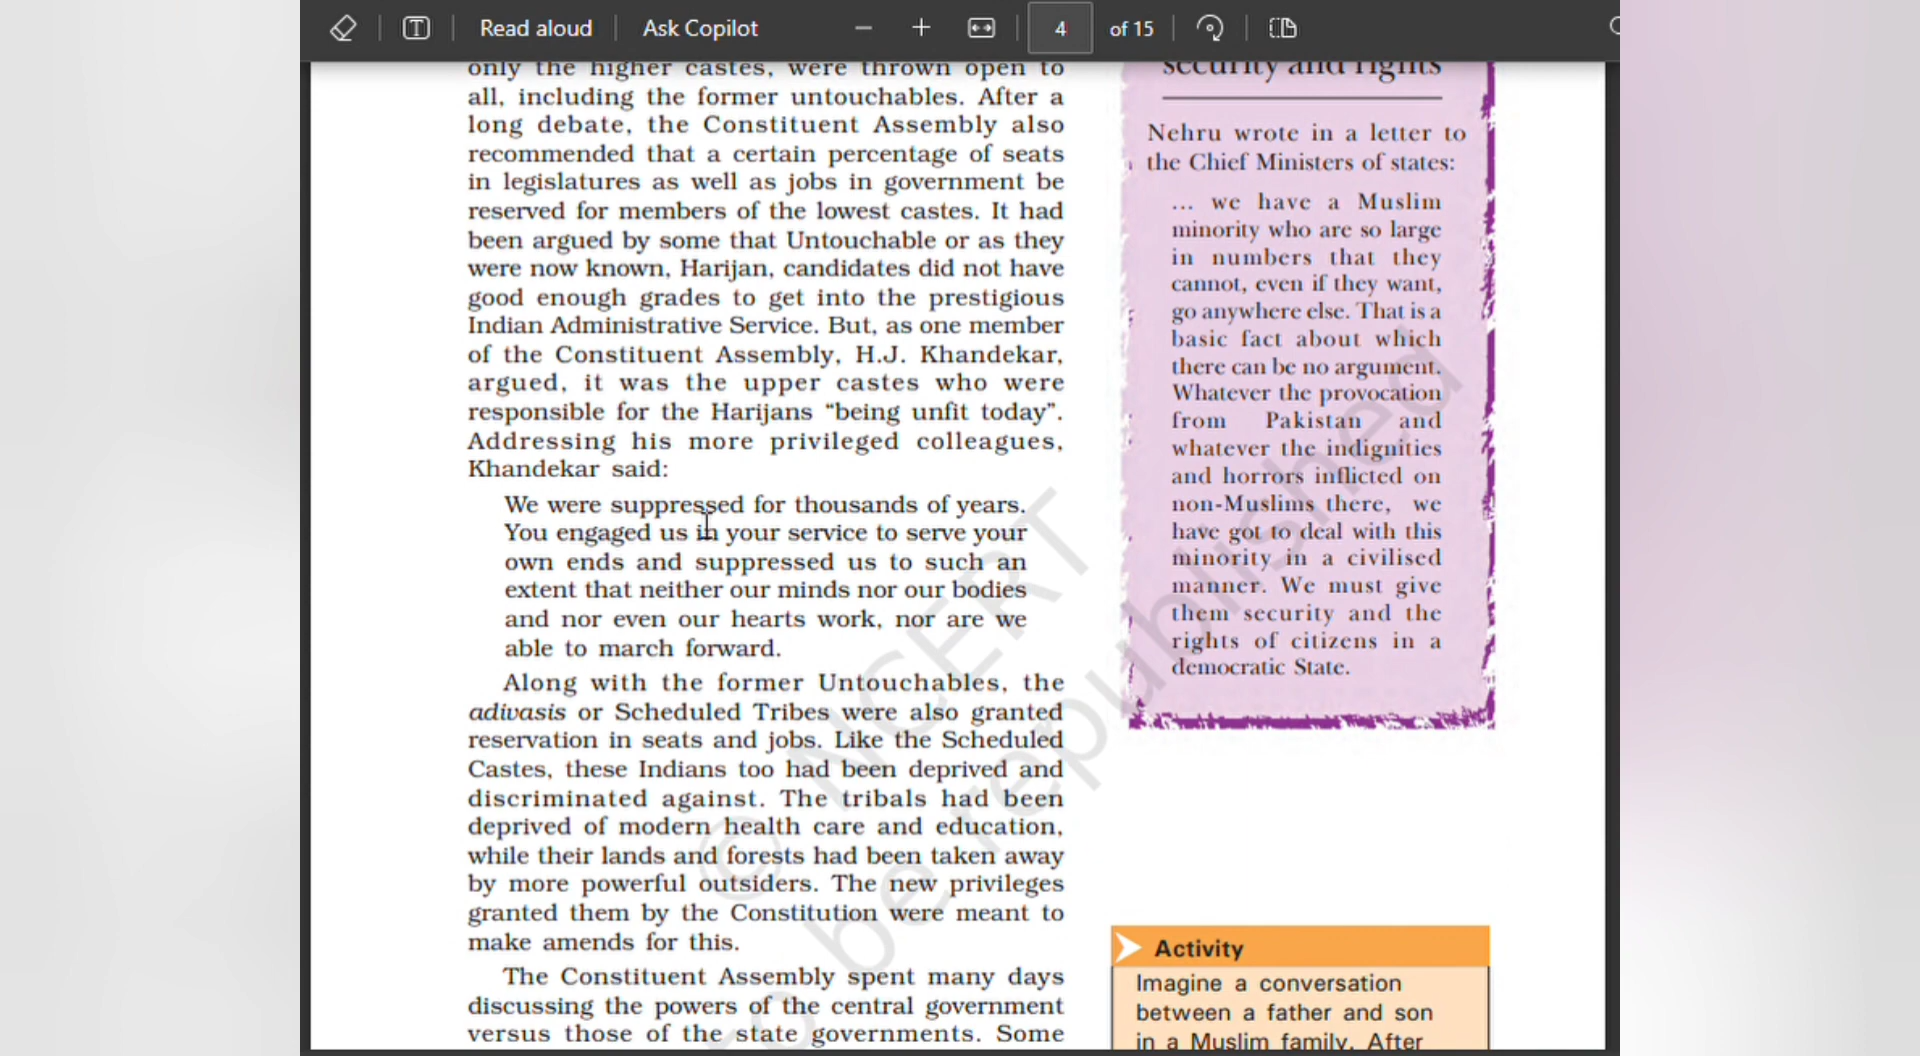 Read aloud
Ask Copilot
4
of 15
only the higher castes, were thrown open to
all, including the former untouchables. After a
long debate, the Constituent Assembly also
recommended that a certain percentage of seats
in legislatures as well as jobs in government be
reserved for members of the lowest castes. It had
been argued by some that Untouchable or as they
were now known, Harijan, candidates did not have
good enough grades to get into the prestigious
Indian Administrative Service. But, as one member
of the Constituent Assembly, H.J. Khandekar,
argued, it was the upper castes who were
responsible for the Harijans “being unfit today”.
Addressing his more privileged colleagues,
Khandekar said:
We were suppressed for thousands of years.
You engaged us in your service to serve your
own ends and suppressed us to such an
extent that neither our minds nor our bodies
and nor even our hearts work, nor are we
able to march forward.
Along with the former Untouchables, the
adivasis or Scheduled Tribes were also granted
reservation in seats and jobs. Like the Scheduled
Castes, these Indians too had been deprived and
discriminated against. The tribals had been
deprived of modern health care and education,
while their lands and forests had been taken away
by more powerful outsiders. The new privileges
granted them by the Constitution were meant to
make amends for this.
The Constituent Assembly spent many days
discussing the powers of the central government
versus those of the state governments. Some
security and rights
Nehru wrote in a letter to
the Chief Ministers of states:
... we have a Muslim
minority who are so large
in numbers that they
cannot, even if they want,
go anywhere else. That is a
basic fact about which
there can be no argument.
Whatever the provocation
from Pakistan and
whatever the indignities
and horrors inflicted on
non-Muslims there, we
have got to deal with this
minority in a civilised
manner. We must give
them security and the
rights of citizens in a
democratic State.
Activity
Imagine a conversation
between a father and son
in a Muslim family. After
© NCERT
to be republished